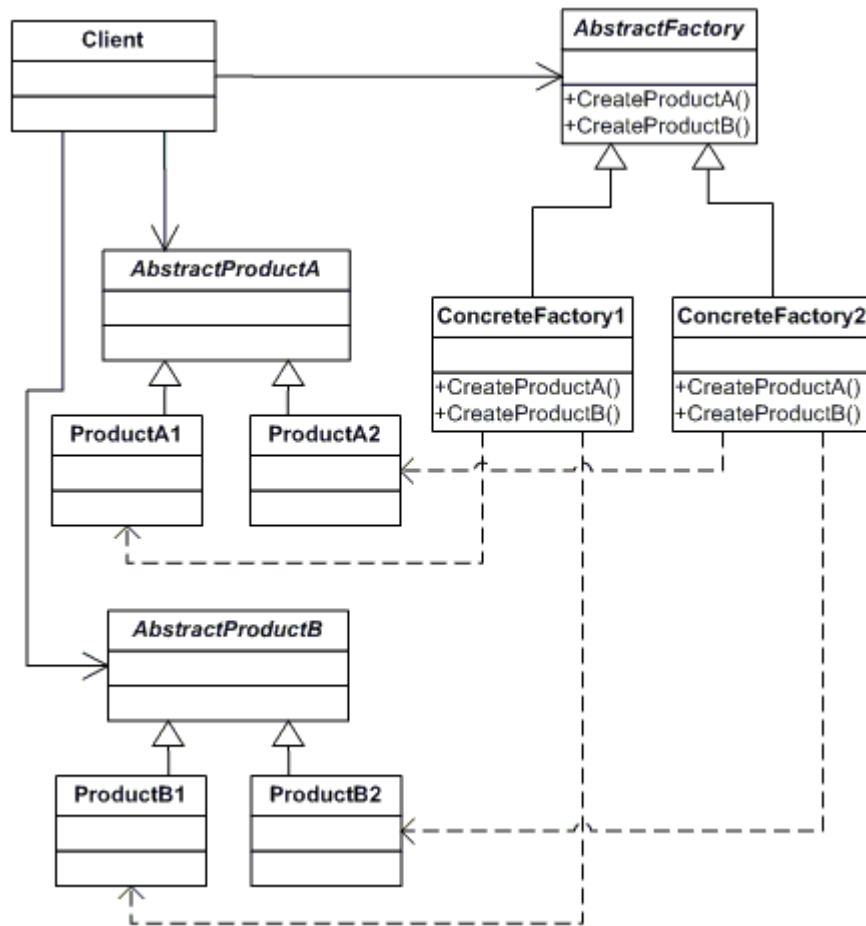 Client
AbstractFactory
+CreateProductA()
+CreateProductB()
AbstractProductA
ConcreteFactory1
+CreateProductA()
+CreateProductB()
ConcreteFactory2
+CreateProductA()
+CreateProductB()
ProductA1
ProductA2
AbstractProductB
ProductB1
ProductB2